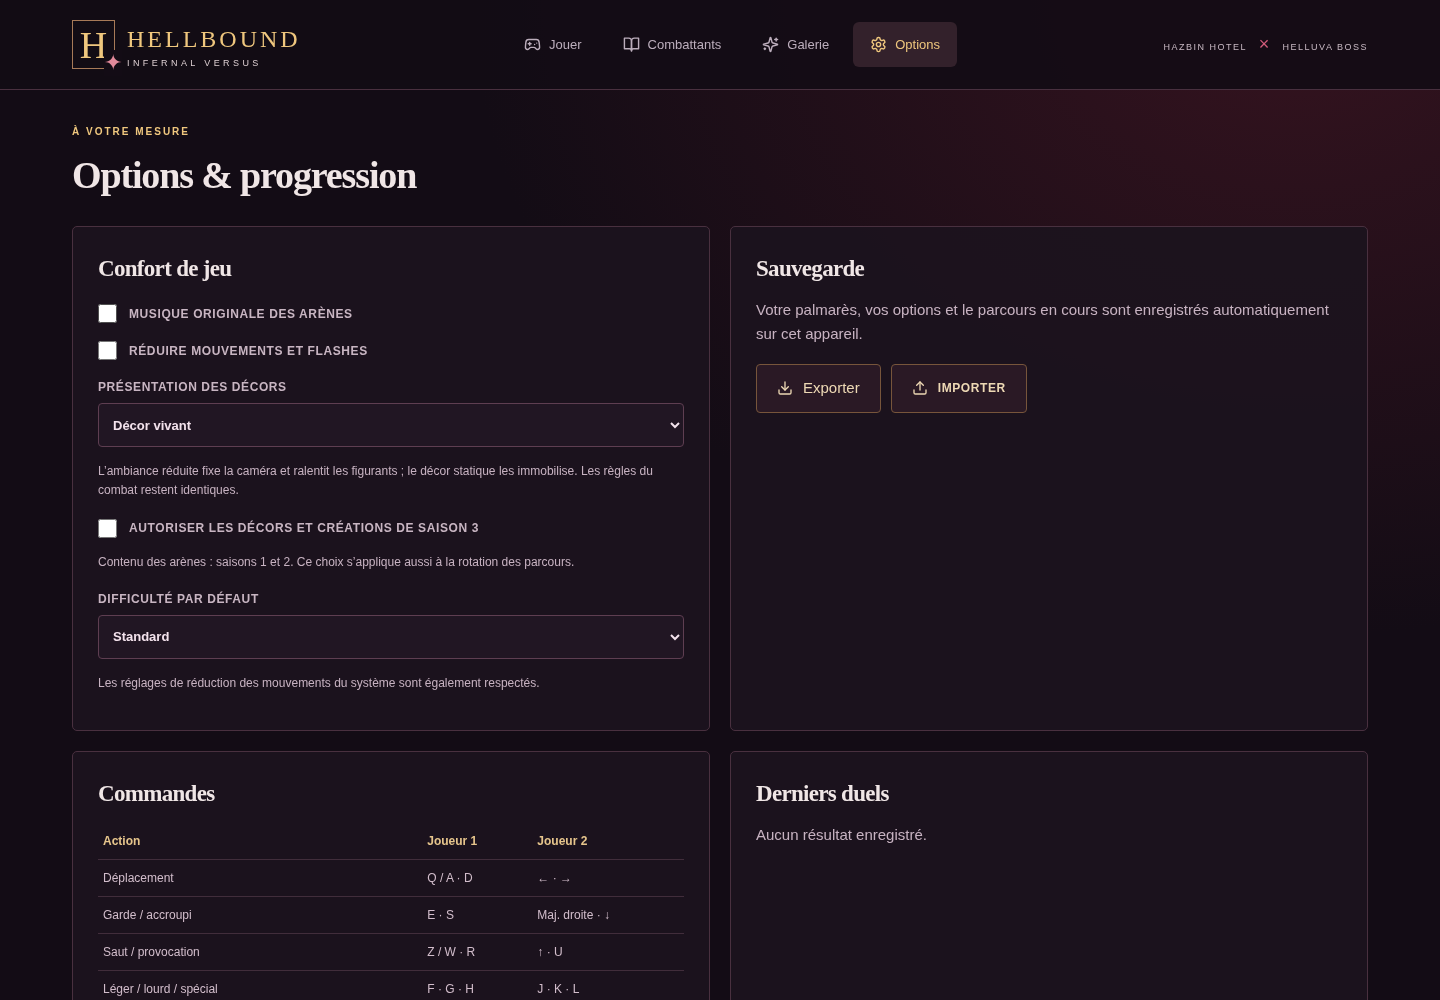 H HELLBOUND
INFERNAL VERSUS
Jouer
Combattants
Galerie
Options
HAZBIN HOTEL × HELLUVA BOSS
À VOTRE MESURE
Options & progression
Confort de jeu
MUSIQUE ORIGINALE DES ARÈNES
RÉDUIRE MOUVEMENTS ET FLASHES
PRÉSENTATION DES DÉCORS
Décor vivant
L’ambiance réduite fixe la caméra et ralentit les figurants ; le décor statique les immobilise. Les règles du
combat restent identiques.
AUTORISER LES DÉCORS ET CRÉATIONS DE SAISON 3
Contenu des arènes : saisons 1 et 2. Ce choix s’applique aussi à la rotation des parcours.
DIFFICULTÉ PAR DÉFAUT
Standard
Les réglages de réduction des mouvements du système sont également respectés.
Sauvegarde
Votre palmarès, vos options et le parcours en cours sont enregistrés automatiquement
sur cet appareil.
Exporter
IMPORTER
Commandes
Action Joueur 1 Joueur 2
Déplacement Q / A · D ← · →
Garde / accroupi E · S Maj. droite · ↓
Saut / provocation Z / W · R ↑ · U
Léger / lourd / spécial F · G · H J · K · L
Derniers duels
Aucun résultat enregistré.